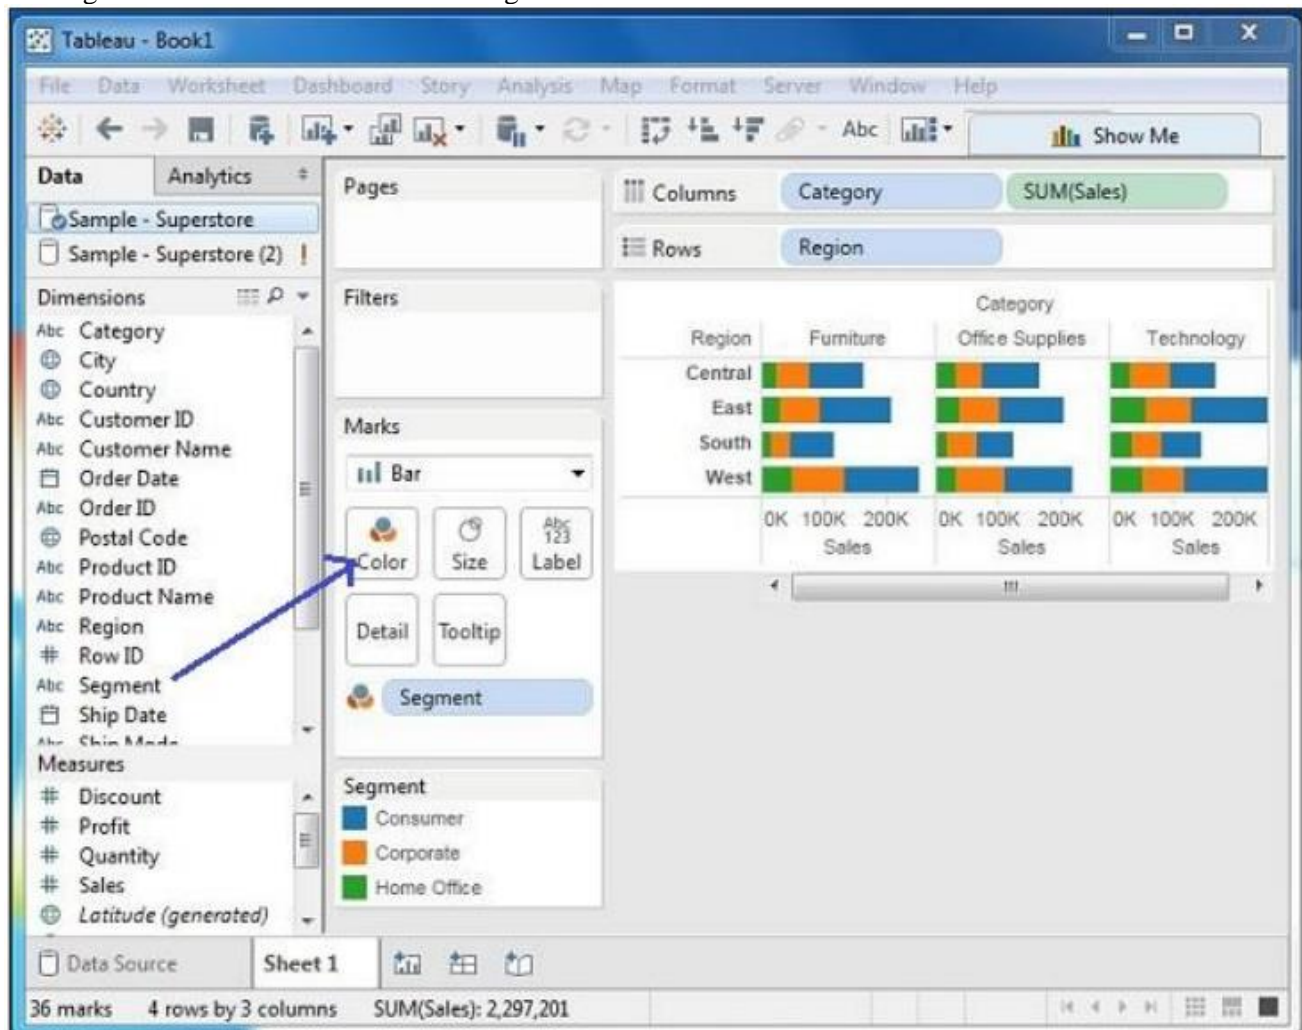 Tableau - Book1
File Data Worksheet Dashboard Story Analysis Map Format Server Window Help
Abc Show Me
Data Analytics
Sample - Superstore
Sample - Superstore (2) !
Dimensions
Abc Category
City
Country
Abc Customer ID
Abc Customer Name
Order Date
Abc Order ID
Postal Code
Abc Product ID
Abc Product Name
Abc Region
# Row ID
Abc Segment
Ship Date
Abc Ship Mode
Measures
# Discount
# Profit
# Quantity
# Sales
Latitude (generated)
Pages
Filters
Marks
Bar
Color Size Abc 123 Label
Detail Tooltip
Segment
Segment
Consumer
Corporate
Home Office
Columns Category SUM(Sales)
Rows Region
Category
Region Furniture Office Supplies Technology
Central
East
South
West
0K 100K 200K 0K 100K 200K 0K 100K 200K
Sales Sales Sales
Data Source Sheet 1
36 marks 4 rows by 3 columns SUM(Sales): 2,297,201